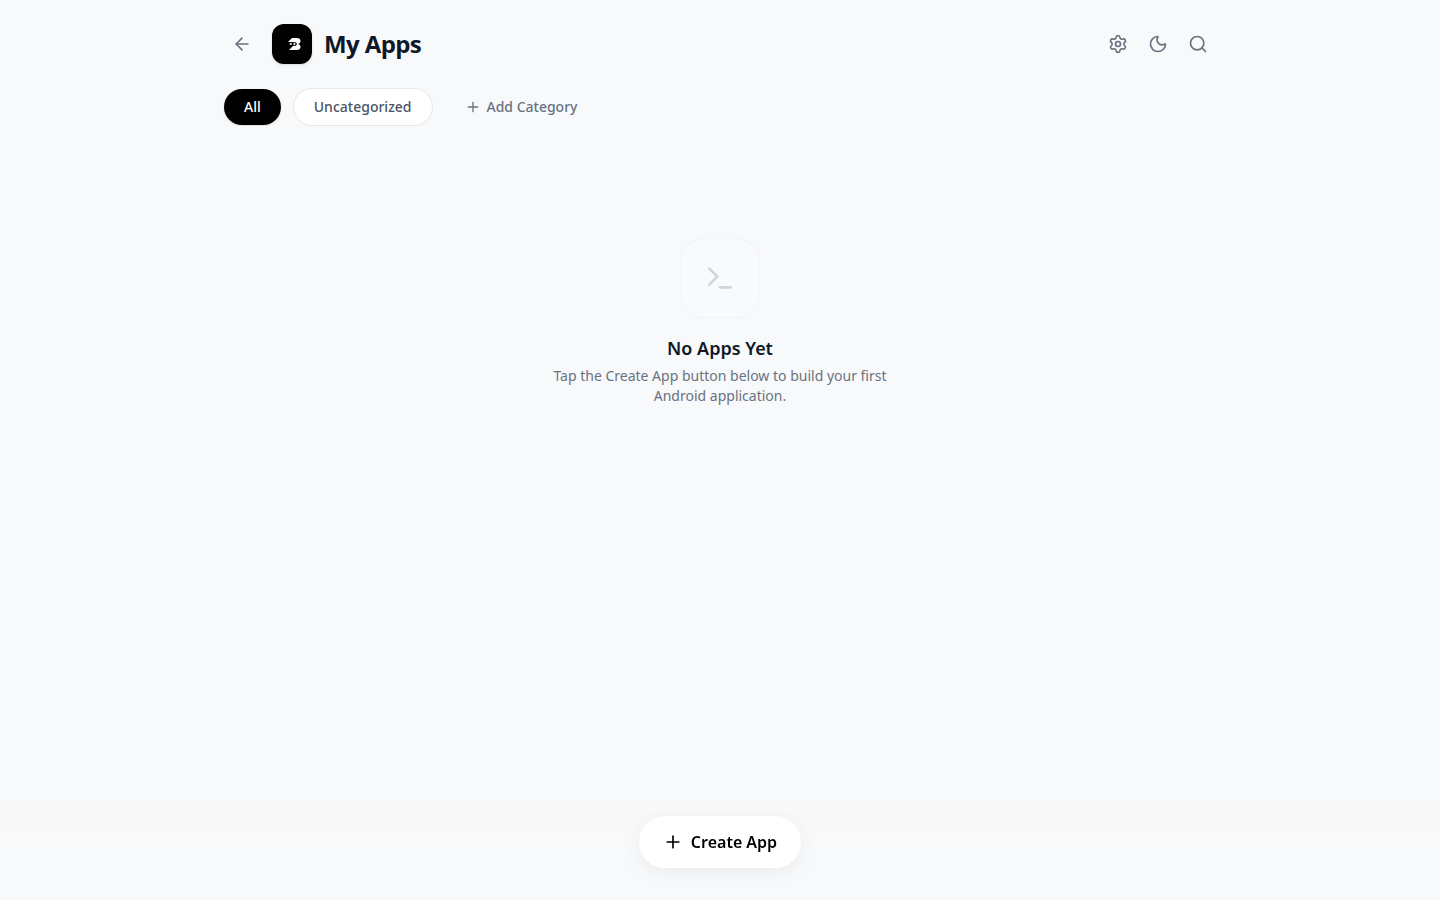 My Apps
All
Uncategorized
Add Category
No Apps Yet
Tap the Create App button below to build your first
Android application.
Create App